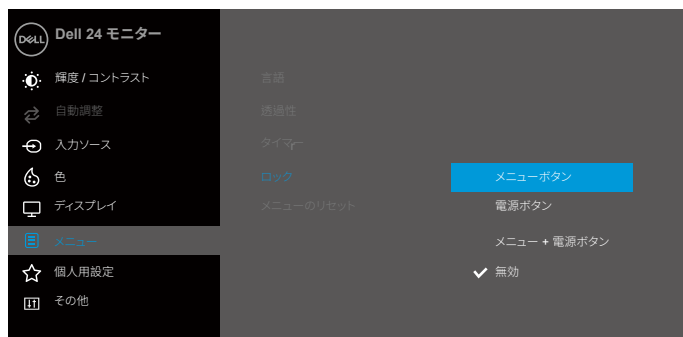 DELL
Dell 24 モニター
輝度 / コントラスト
自動調整
入力ソース
色
ディスプレイ
メニュー
個人用設定
その他
言語
透過性
タイマー
ロック
メニューのリセット
メニューボタン
電源ボタン
メニュー + 電源ボタン
無効